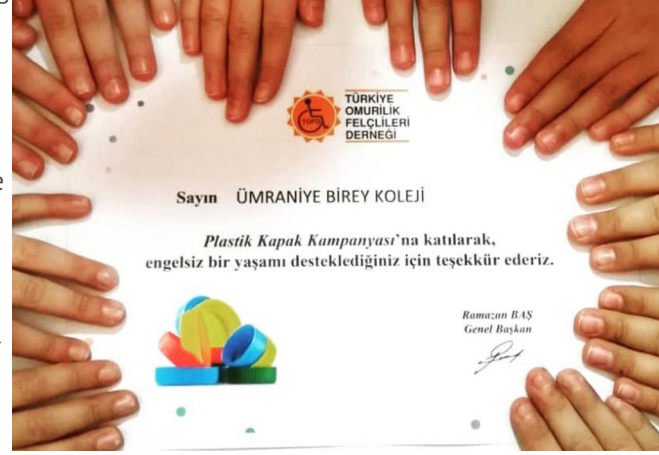 TOFD
TÜRKİYE
OMURİLİK
FELÇLİLERİ
DERNEĞİ
Sayın ÜMRANİYE BİREY KOLEJİ
Plastik Kapak Kampanyası'na katılarak,
engelsiz bir yaşamı desteklediğiniz için teşekkür ederiz.
Ramazan BAŞ
Genel Başkan